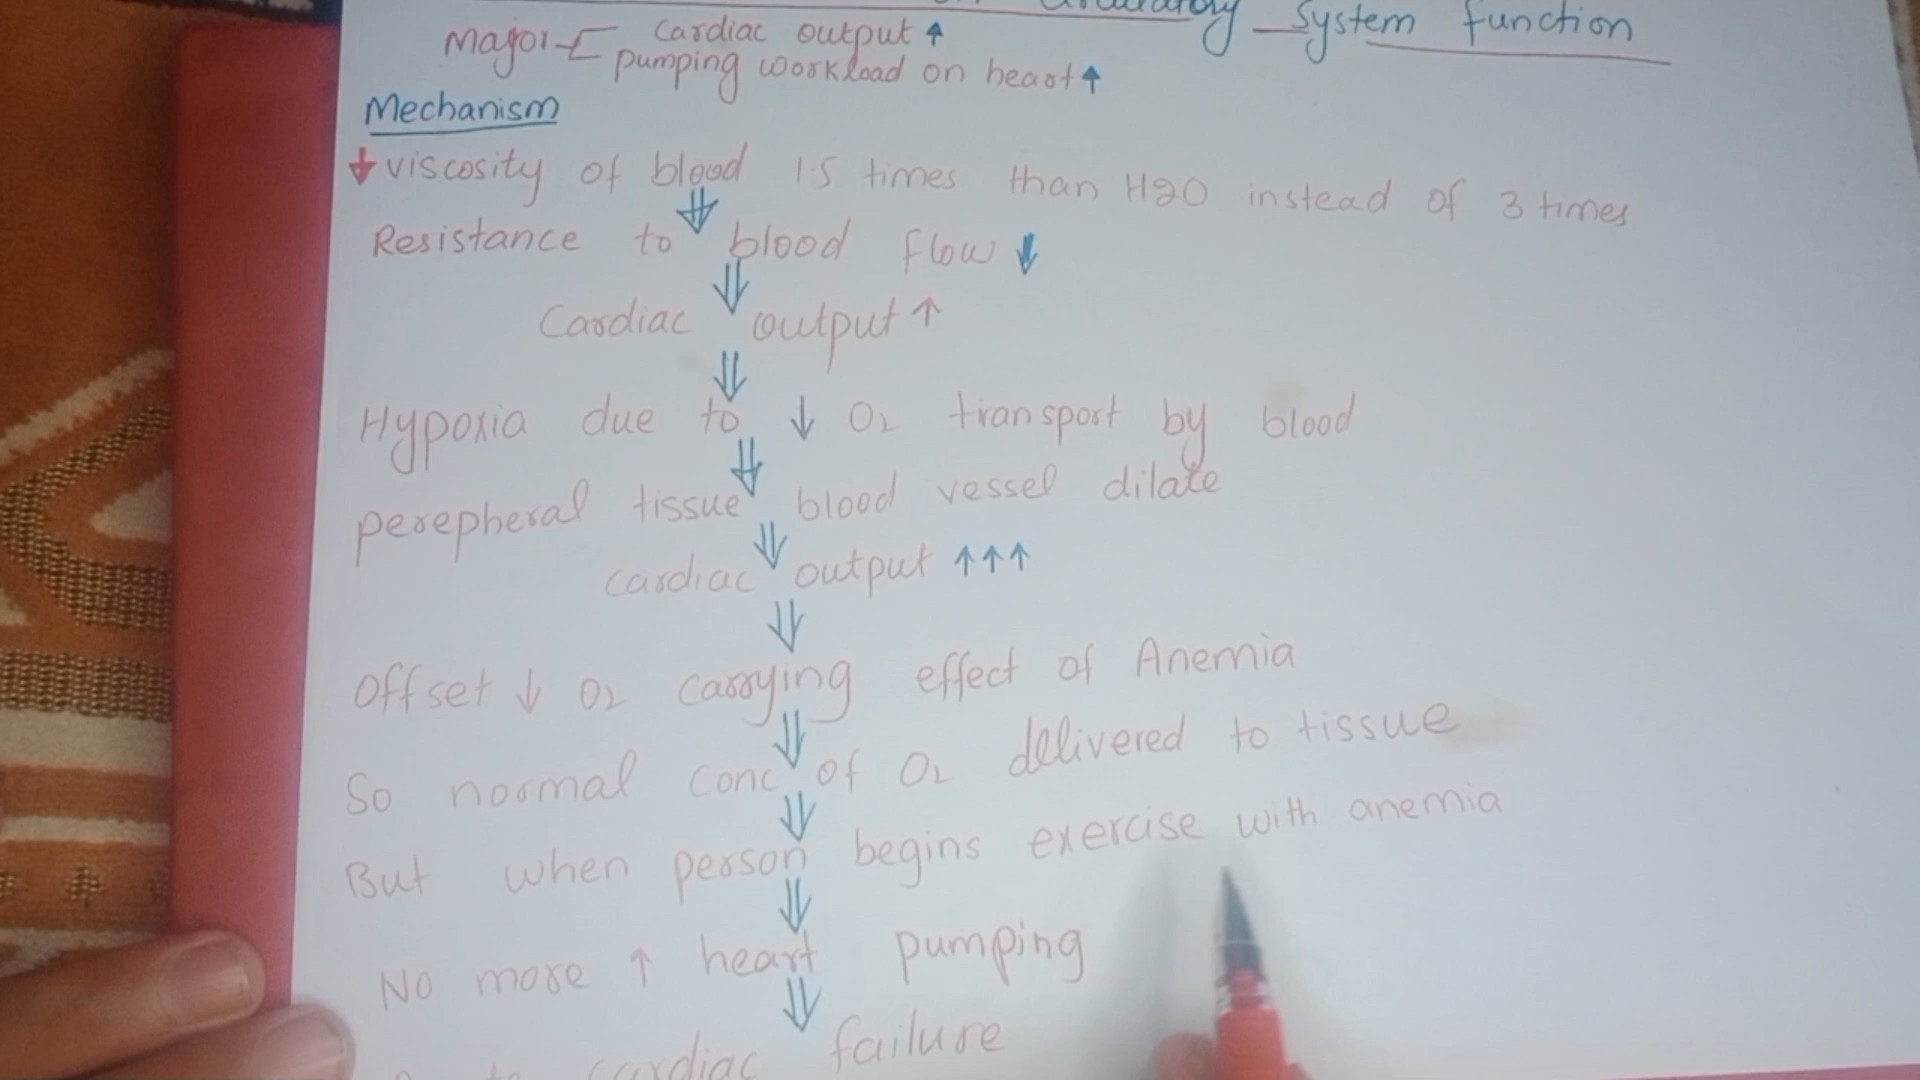 System function
Major cardiac output ↑
pumping workload on heart ↑
Mechanism
↓ viscosity of blood 1.5 times than H2O instead of 3 times
Resistance to blood flow ↓
Cardiac output ↑
Hypoxia due to ↓ O2 transport by blood
perepheral tissue blood vessel dilate
cardiac output ↑↑↑
Offset ↓ O2 carrying effect of Anemia
So normal conc of O2 delivered to tissue
But when person begins exercise with anemia
No more ↑ heart pumping
cardiac failure